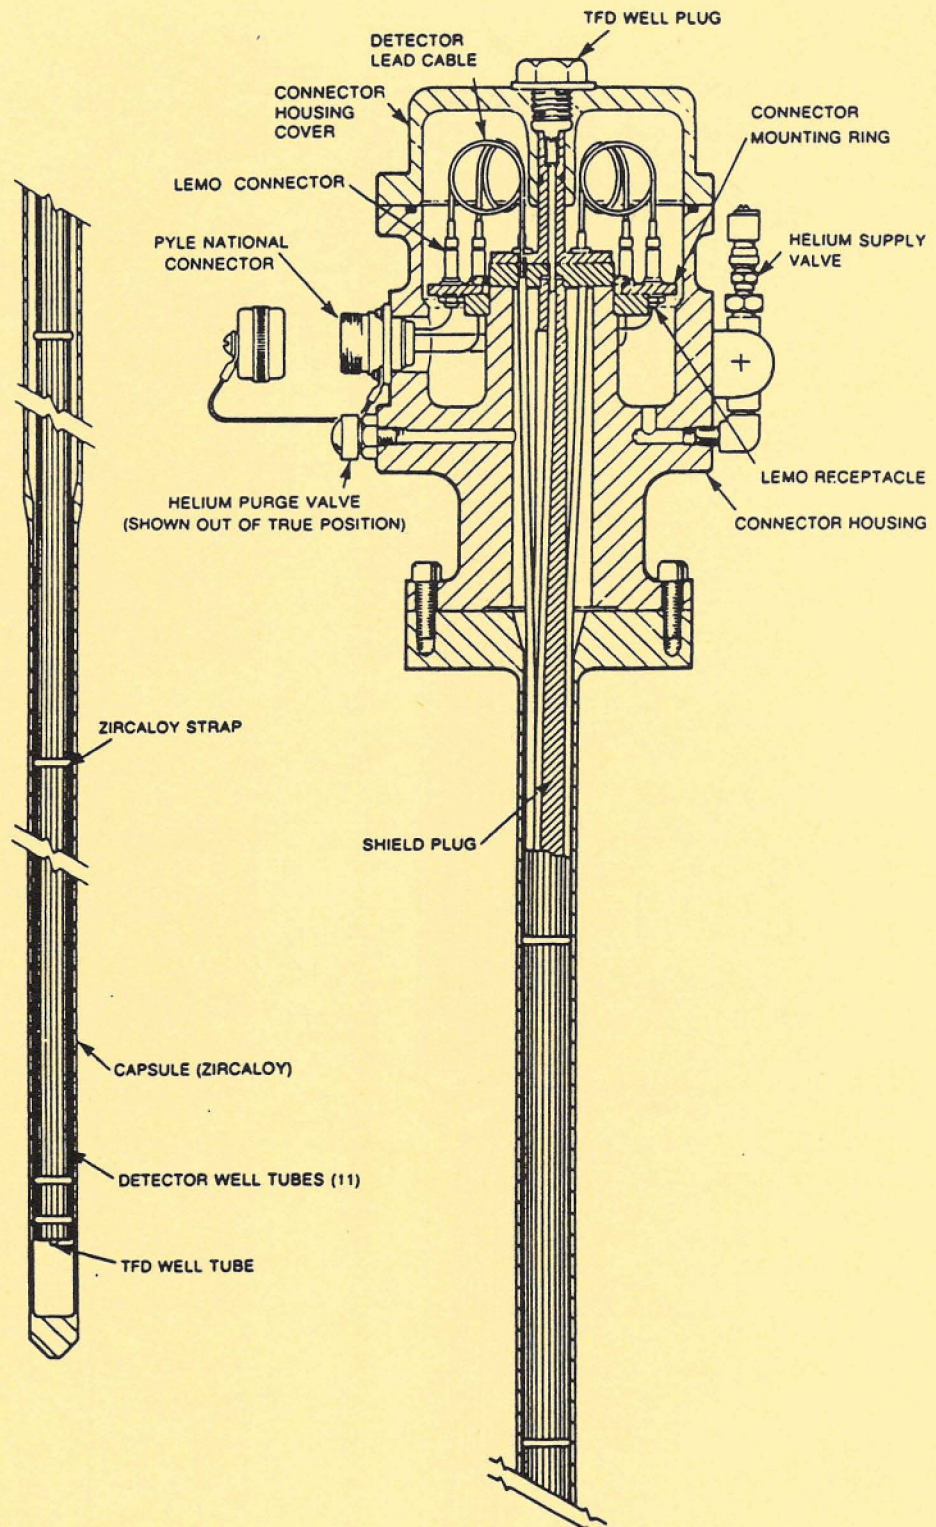 TFD WELL PLUG
DETECTOR
LEAD CABLE
CONNECTOR
HOUSING
COVER
CONNECTOR
MOUNTING RING
LEMO CONNECTOR
PYLE NATIONAL
CONNECTOR
HELIUM SUPPLY
VALVE
LEMO RECEPTACLE
HELIUM PURGE VALVE
(SHOWN OUT OF TRUE POSITION)
CONNECTOR HOUSING
ZIRCALOY STRAP
SHIELD PLUG
CAPSULE (ZIRCALOY)
DETECTOR WELL TUBES (11)
TFD WELL TUBE